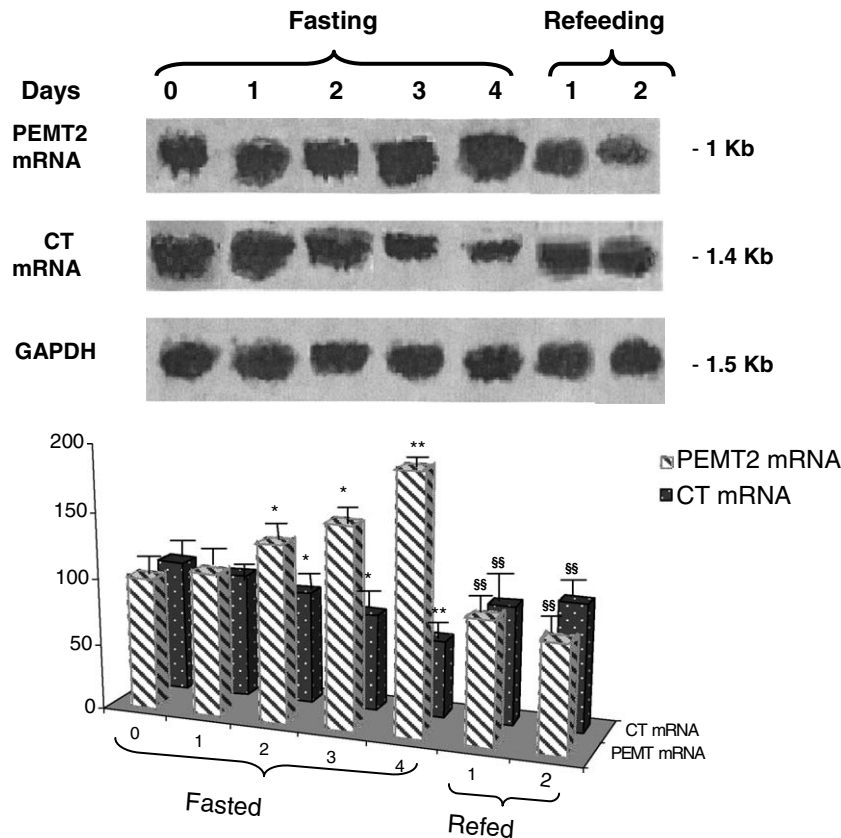 Fasting Refeeding
Days 0 1 2 3 4 1 2
PEMT2
mRNA
- 1 Kb
CT
mRNA
- 1.4 Kb
GAPDH
- 1.5 Kb
200
150
100
50
0
* * * * ** ** §§ §§ §§ §§
PEMT2 mRNA
CT mRNA
CT mRNA
PEMT mRNA
0 1 2 3 4 1 2
Fasted Refed